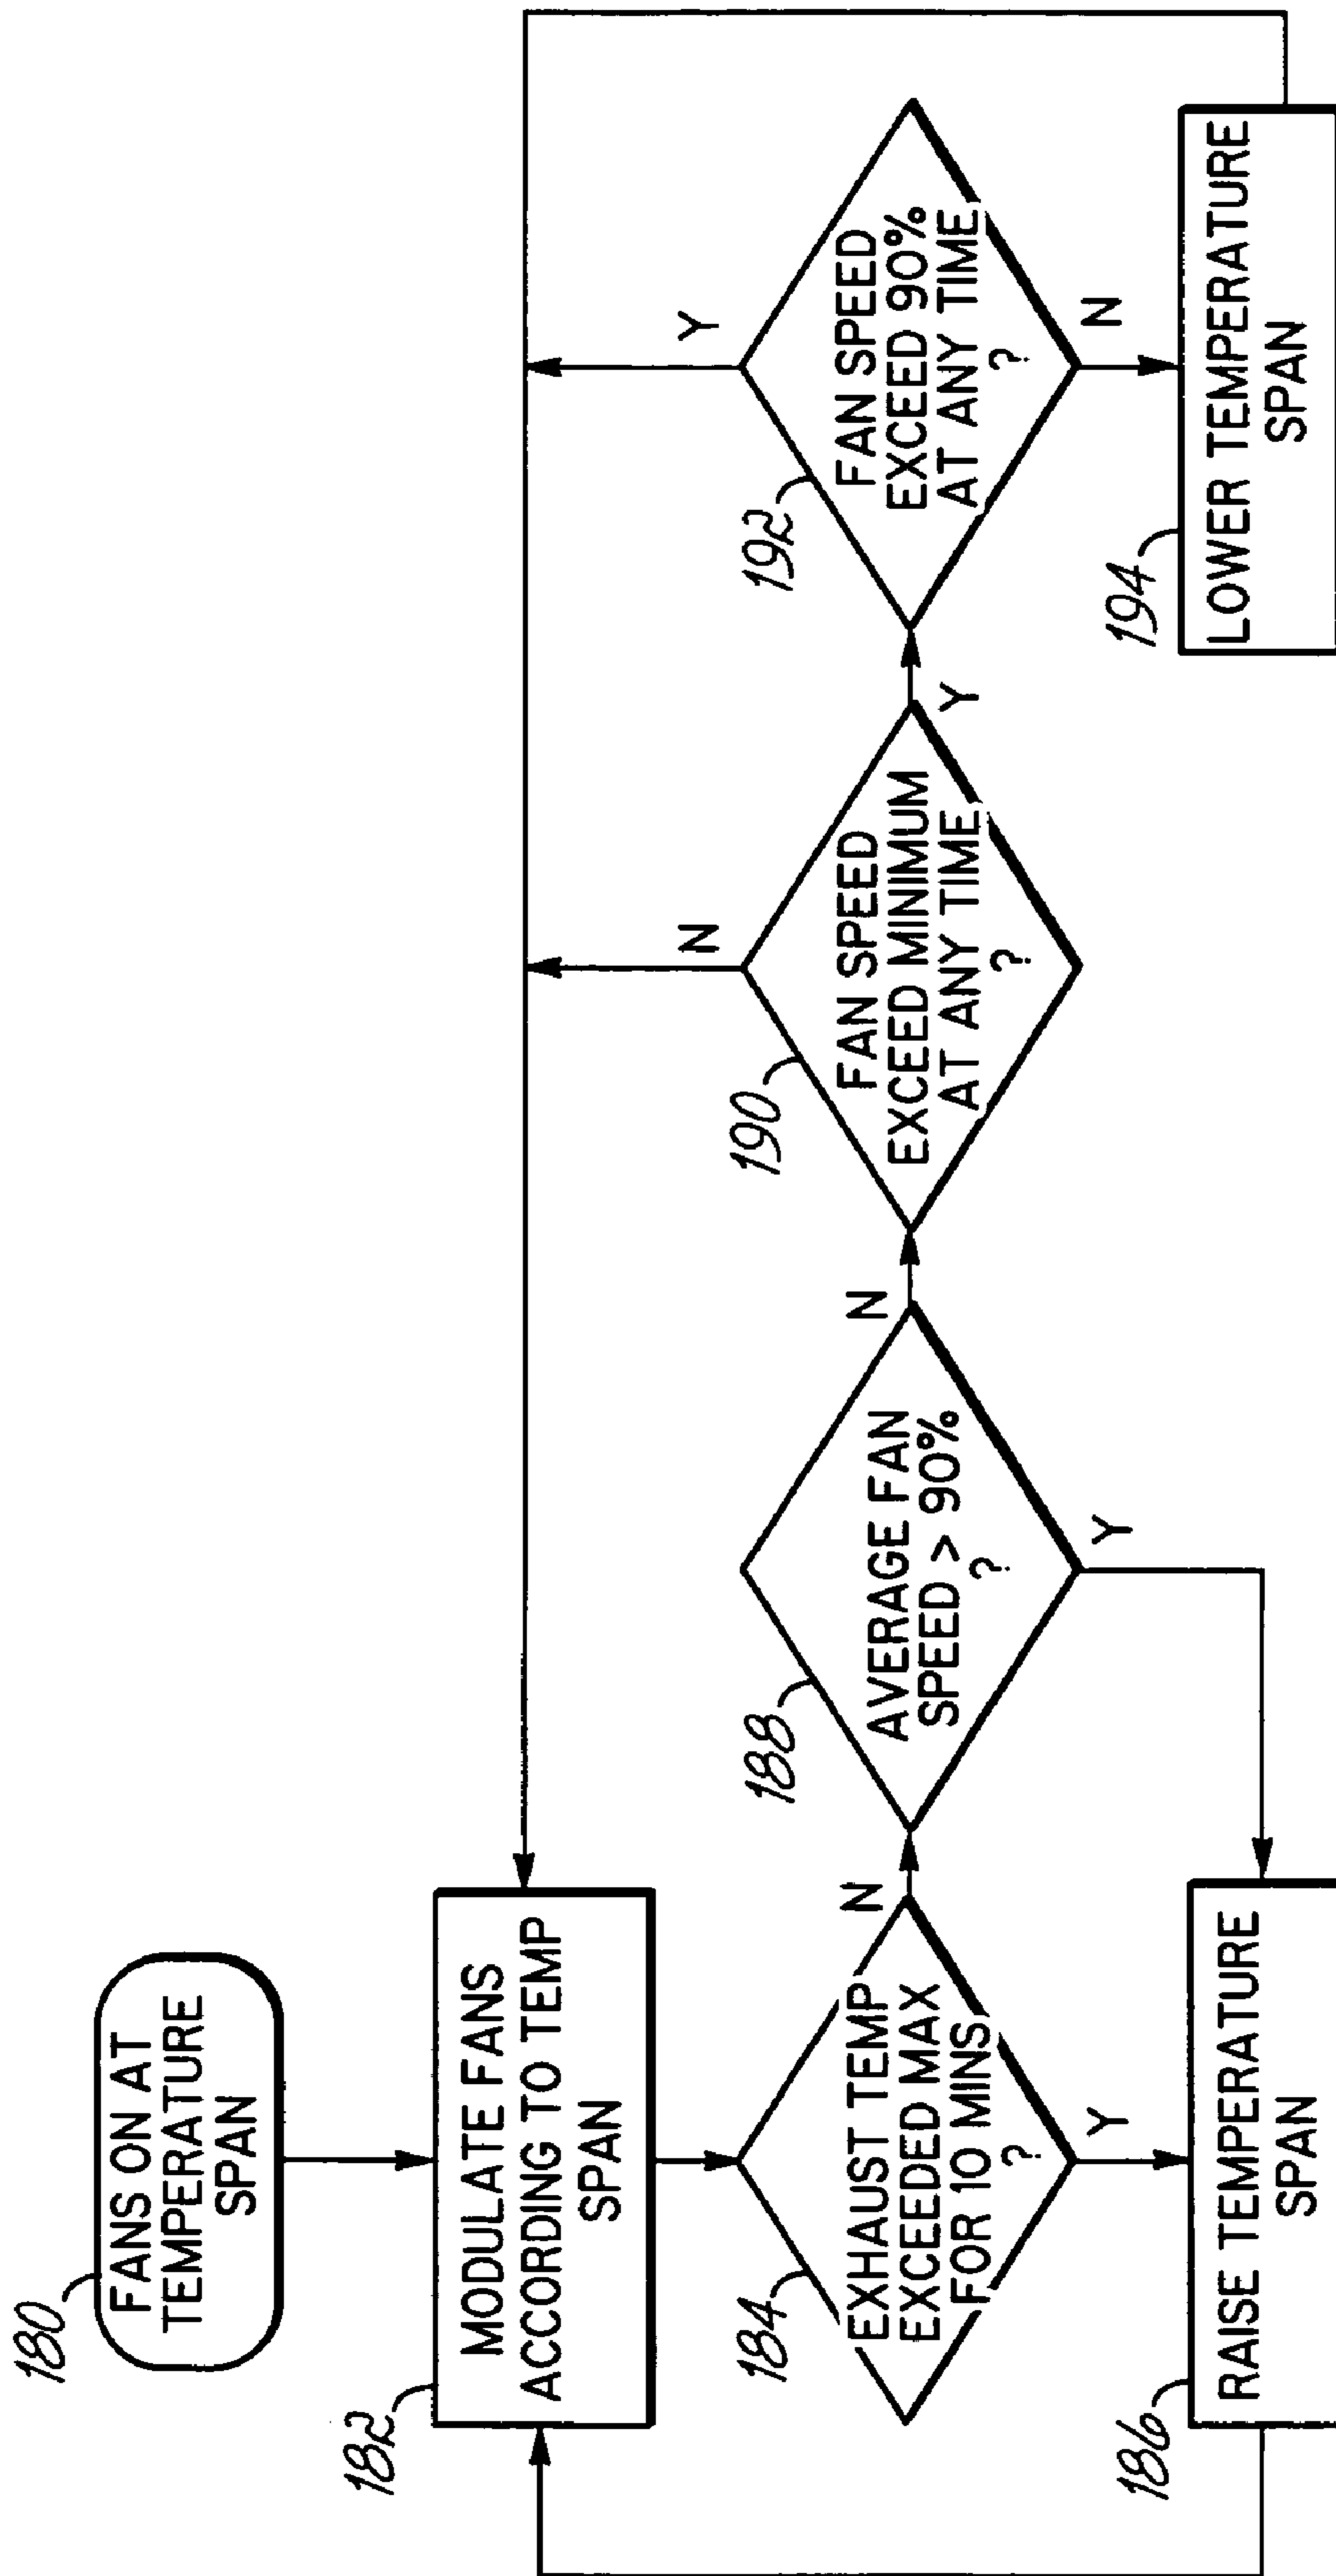 180
FANS ON AT
TEMPERATURE
SPAN
182
MODULATE FANS
ACCORDING TO TEMP
SPAN
184
EXHAUST TEMP
EXCEEDED MAX
FOR 10 MINS
?
N
Y
186
RAISE TEMPERATURE
SPAN
188
AVERAGE FAN
SPEED > 90%
?
N
Y
190
FAN SPEED
EXCEED MINIMUM
AT ANY TIME
?
N
Y
192
FAN SPEED
EXCEED 90%
AT ANY TIME
?
Y
N
194
LOWER TEMPERATURE
SPAN